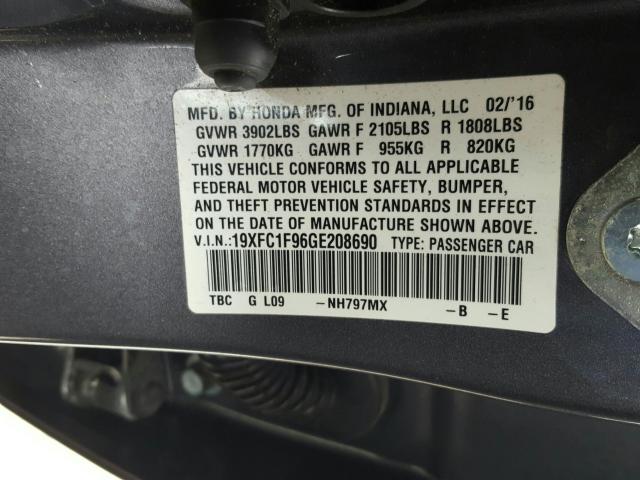 MFD. BY HONDA MFG. OF INDIANA, LLC 02/'16
GVWR 3902LBS GAWR F 2105LBS R 1808LBS
GVWR 1770KG GAWR F 955KG R 820KG
THIS VEHICLE CONFORMS TO ALL APPLICABLE
FEDERAL MOTOR VEHICLE SAFETY, BUMPER,
AND THEFT PREVENTION STANDARDS IN EFFECT
ON THE DATE OF MANUFACTURE SHOWN ABOVE.
V.I.N.:19XFC1F96GE208690 TYPE: PASSENGER CAR
TBC G L09 -NH797MX -B -E